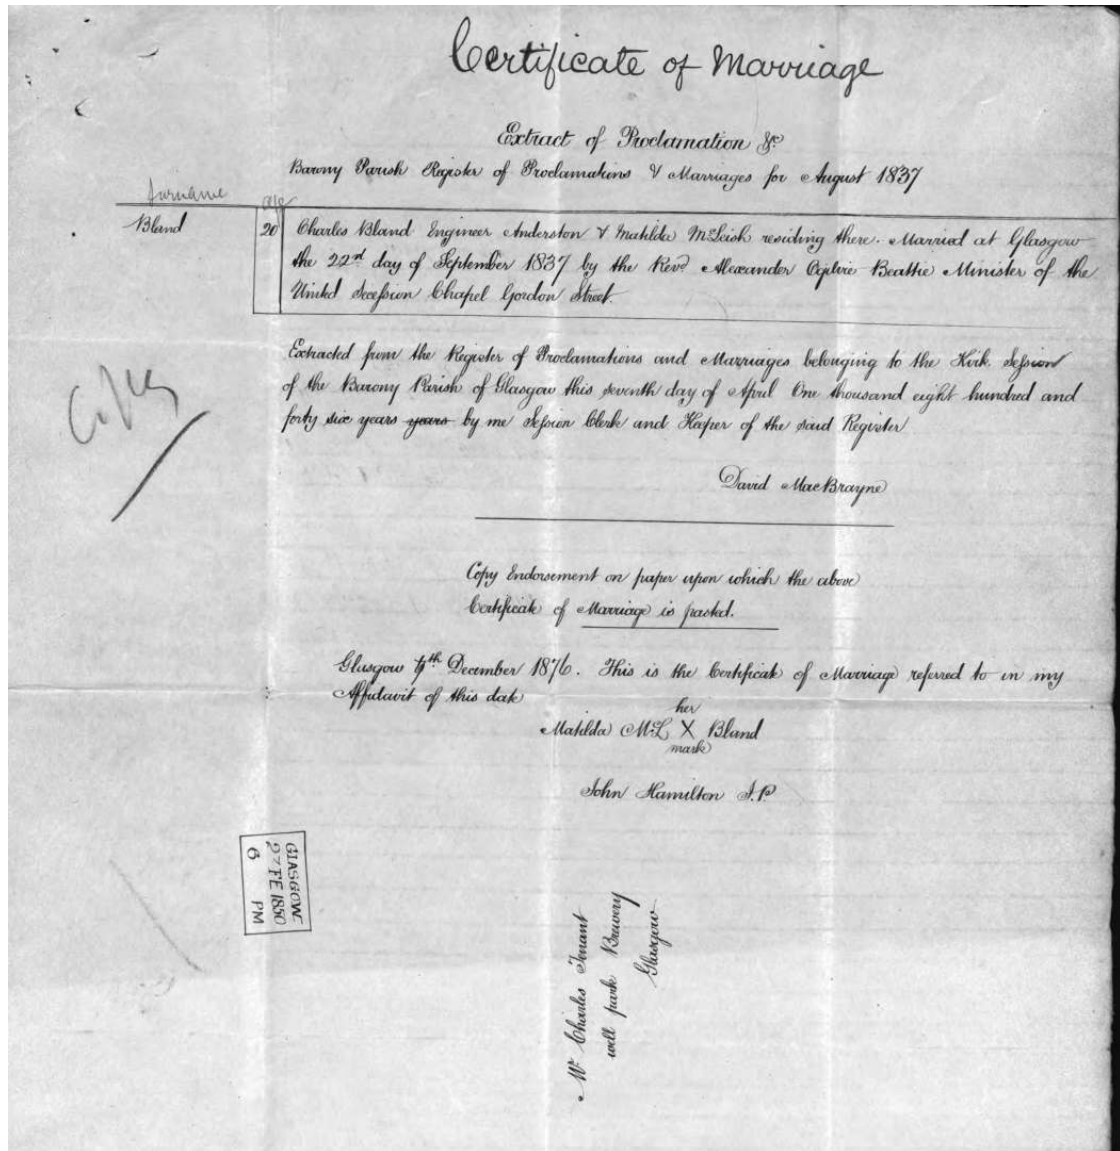 Certificate of Marriage
Extract of Proclamation &c
Barony Parish Register of Proclamations & Marriages for August 1837
Surname
age
Bland
20
Charles Bland Engineer Anderston & Matilda McLeish residing there. Married at Glasgow
the 22nd day of September 1837 by the Revd. Alexander Ogilvie Beattie Minister of the
United Secession Chapel Gordon Street.
Extracted from the Register of Proclamations and Marriages belonging to the Kirk Session
of the Barony Parish of Glasgow this seventh day of April One thousand eight hundred and
forty six years years by me Session Clerk and Keeper of the said Register
Copy
David MacBrayne
Copy Endorsement on paper upon which the above
Certificate of Marriage is pasted.
Glasgow th December 1876. This is the Certificate of Marriage referred to in my
Affidavit of this date
her
Matilda McL X Bland
mark
John Hamilton J.P.
GLASGOW
27 FE 1850
6 PM
Mr Charles Tenant
well park Brewery
Glasgow